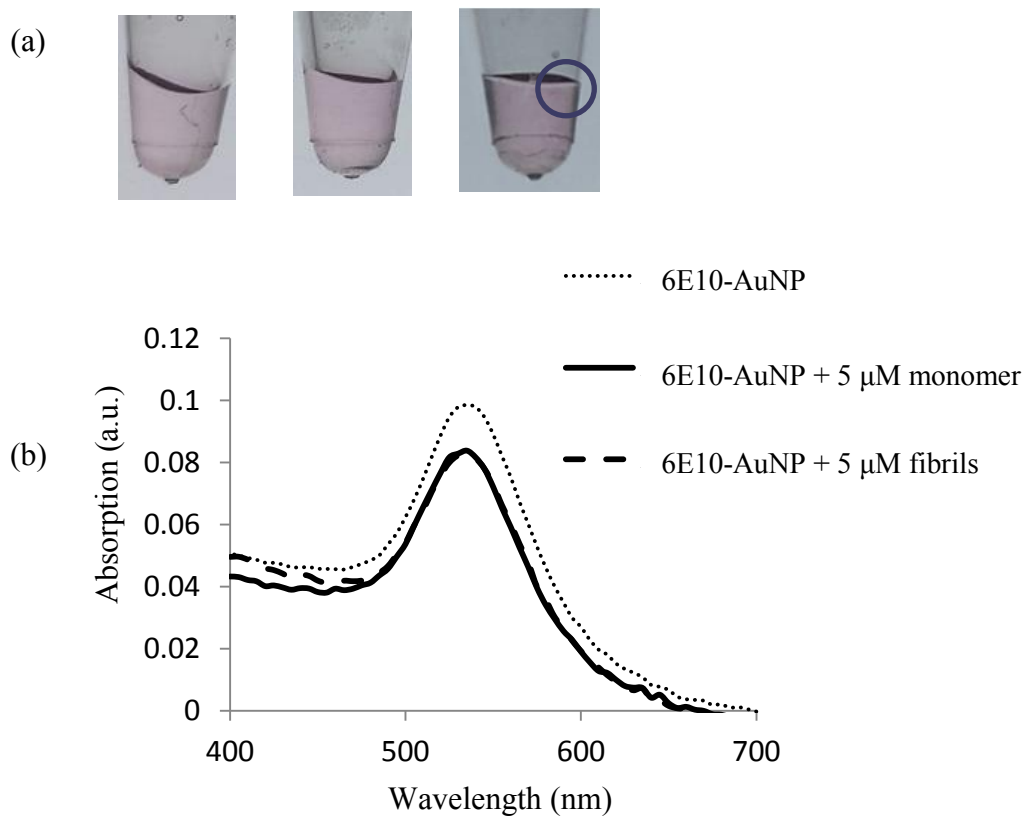 (a)
6E10-AuNP
6E10-AuNP + 5 μM monomer
6E10-AuNP + 5 μM fibrils
(b)
Absorption (a.u.)
0.12
0.1
0.08
0.06
0.04
0.02
0
400
500
600
700
Wavelength (nm)